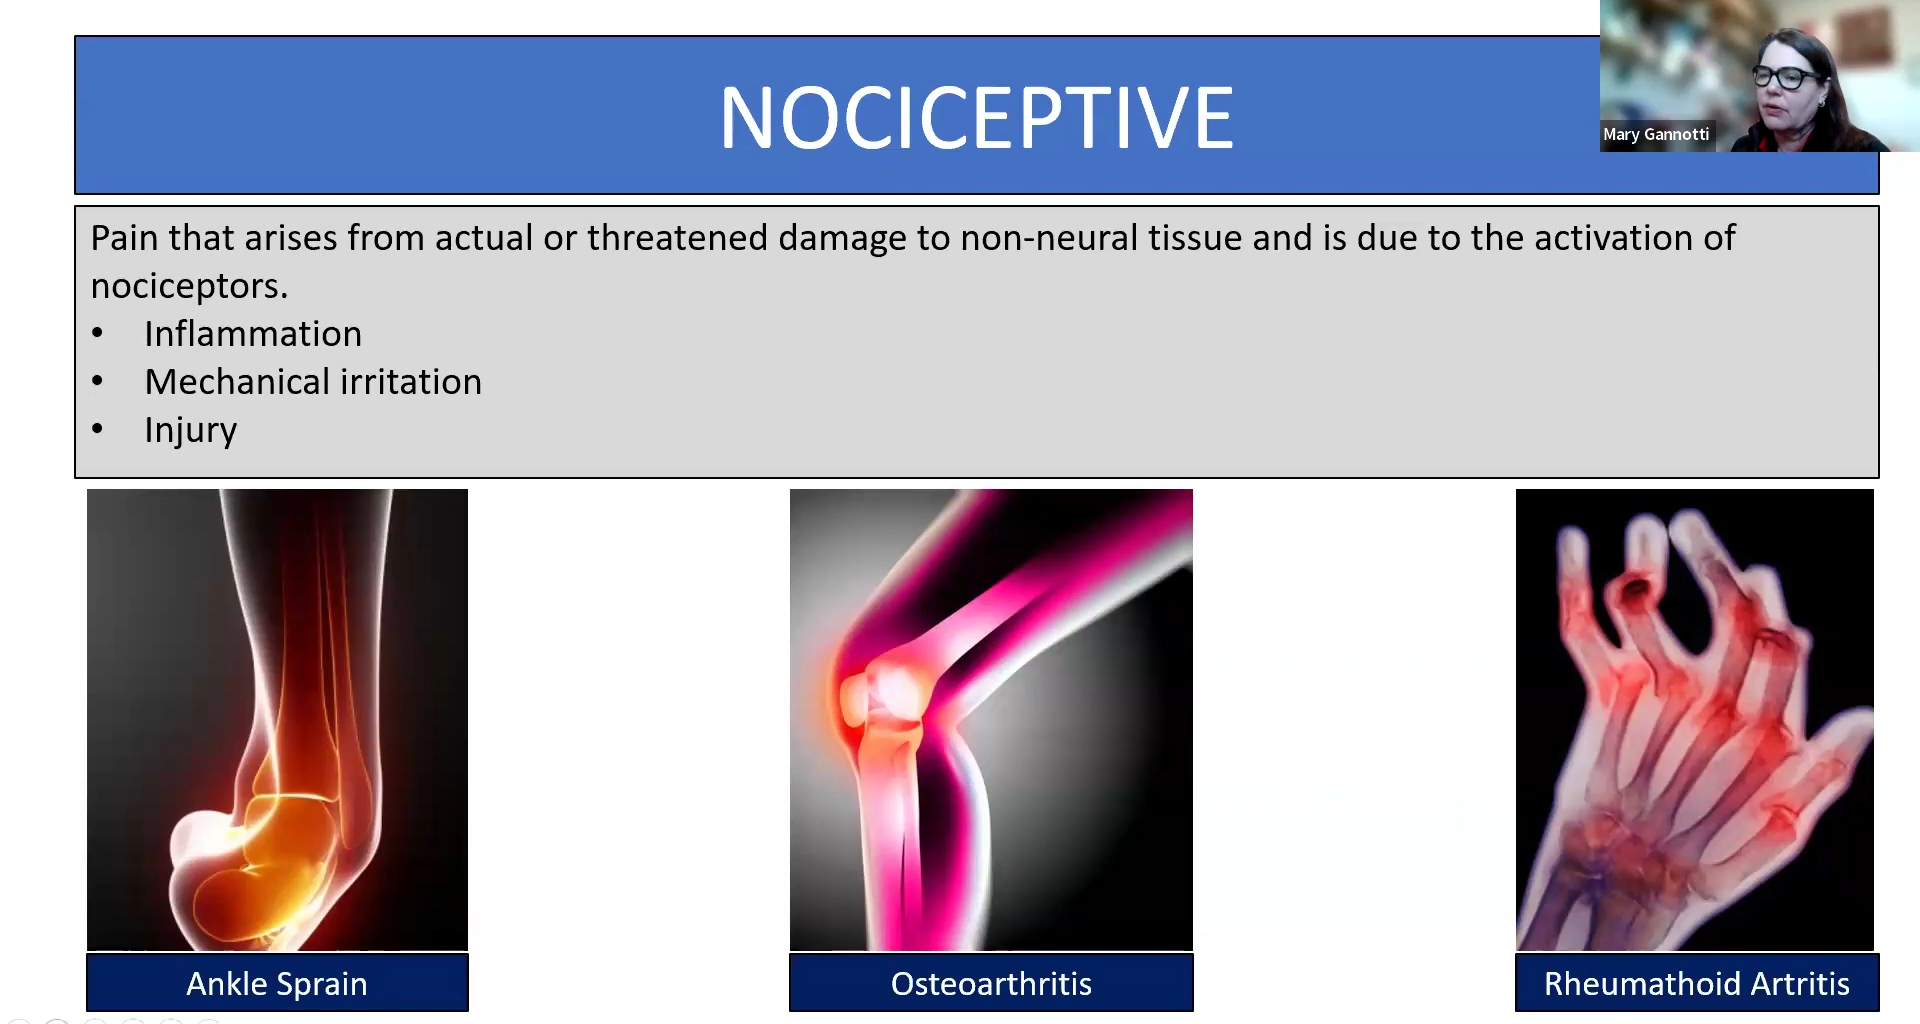 NOCICEPTIVE
Mary Gannotti
Pain that arises from actual or threatened damage to non-neural tissue and is due to the activation of
nociceptors.
• Inflammation
• Mechanical irritation
• Injury
Ankle Sprain
Osteoarthritis
Rheumathoid Artritis